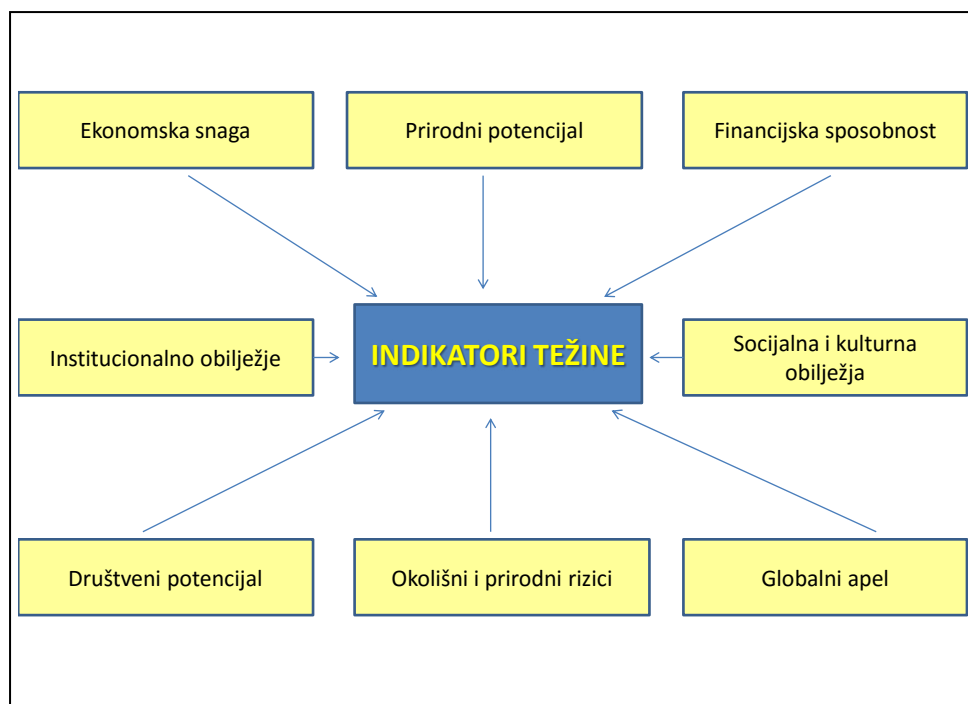 Ekonomska snaga
Prirodni potencijal
Financijska sposobnost
Institucionalno obilježje
INDIKATORI TEŽINE
Socijalna i kulturna
obilježja
Društveni potencijal
Okolišni i prirodni rizici
Globalni apel